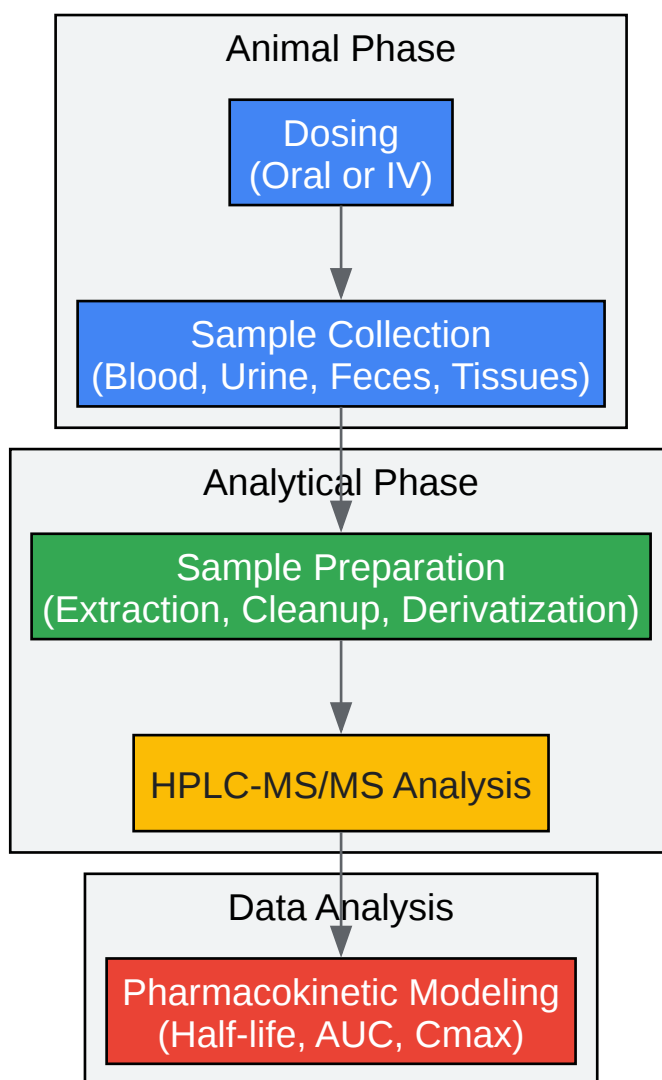 Animal Phase
Dosing
(Oral or IV)
Sample Collection
(Blood, Urine, Feces, Tissues)
Analytical Phase
Sample Preparation
(Extraction, Cleanup, Derivatization)
HPLC-MS/MS Analysis
Data Analysis
Pharmacokinetic Modeling
(Half-life, AUC, Cmax)